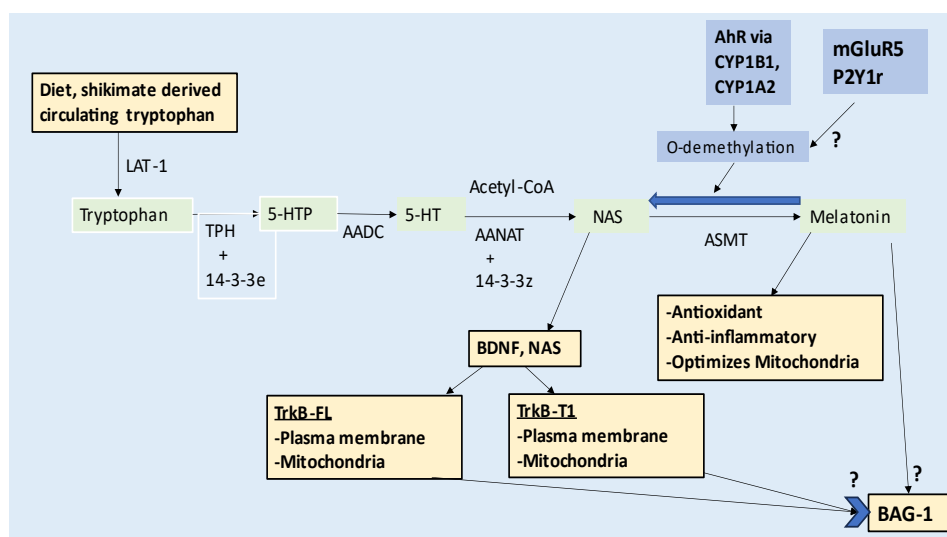 AhR via
CYP1B1,
CYP1A2
mGluR5
P2Y1r
Diet, shikimate derived
circulating tryptophan
O-demethylation
?
LAT-1
Acetyl-CoA
Tryptophan
5-HTP
5-HT
NAS
Melatonin
TPH
+
14-3-3e
AADC
AANAT
+
14-3-3z
ASMT
-Antioxidant
-Anti-inflammatory
-Optimizes Mitochondria
BDNF, NAS
TrkB-FL
-Plasma membrane
-Mitochondria
TrkB-T1
-Plasma membrane
-Mitochondria
?
?
BAG-1